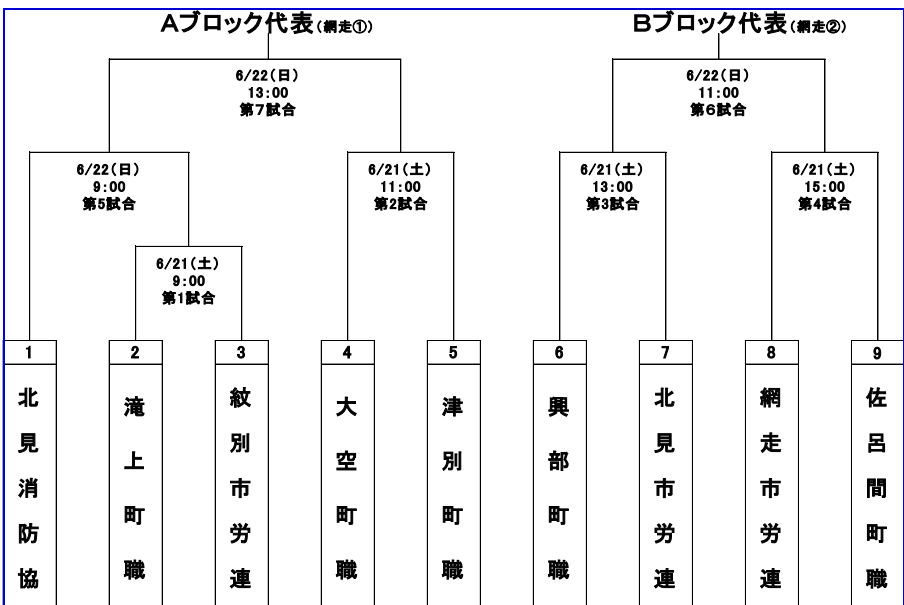 Aブロック代表(網走①)
Bブロック代表(網走②)
6/22(日)
13:00
第7試合
6/22(日)
11:00
第6試合
6/22(日)
9:00
第5試合
6/21(土)
11:00
第2試合
6/21(土)
13:00
第3試合
6/21(土)
15:00
第4試合
6/21(土)
9:00
第1試合
1
2
3
4
5
6
7
8
9
北見消防協
滝上町職
紋別市労連
大空町職
津別町職
興部町職
北見市労連
網走市労連
佐呂間町職